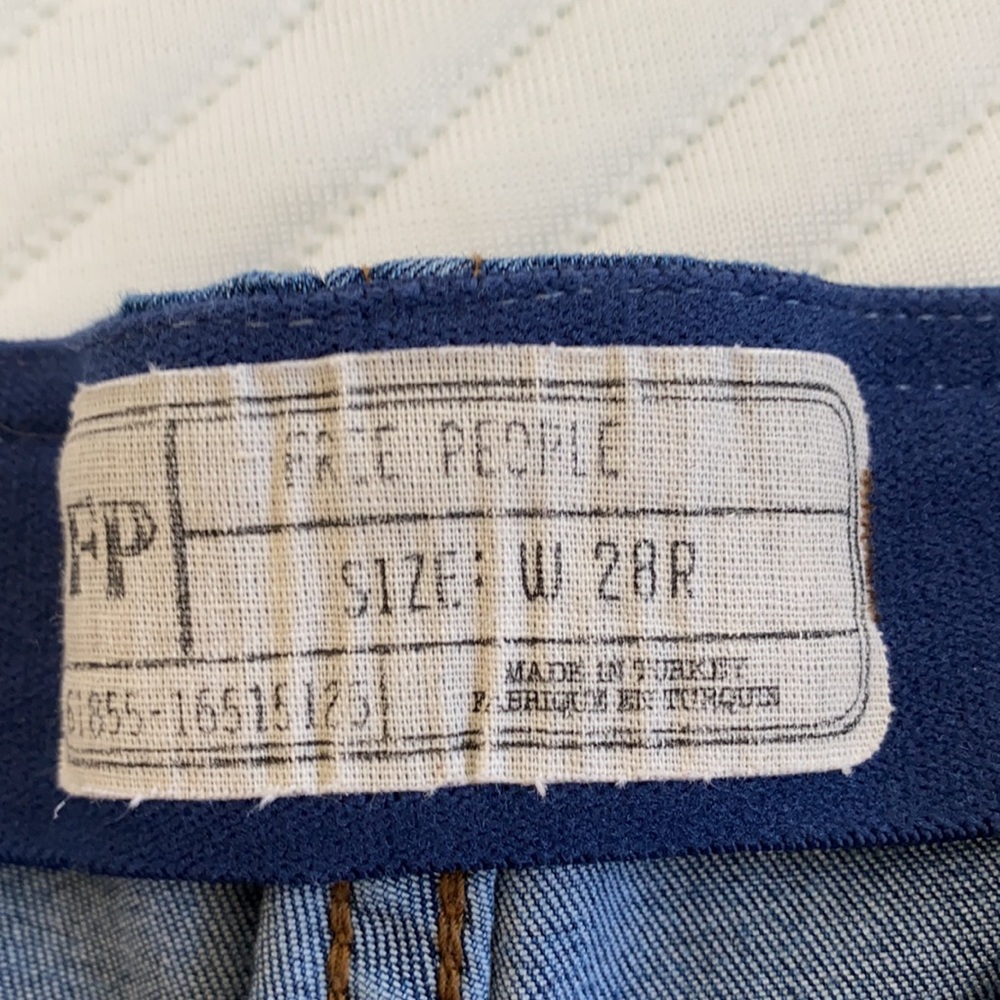 FREE PEOPLE
FP
SIZE: W 28R
MADE IN TURKEY
FABRIQUE EN TURQUIE